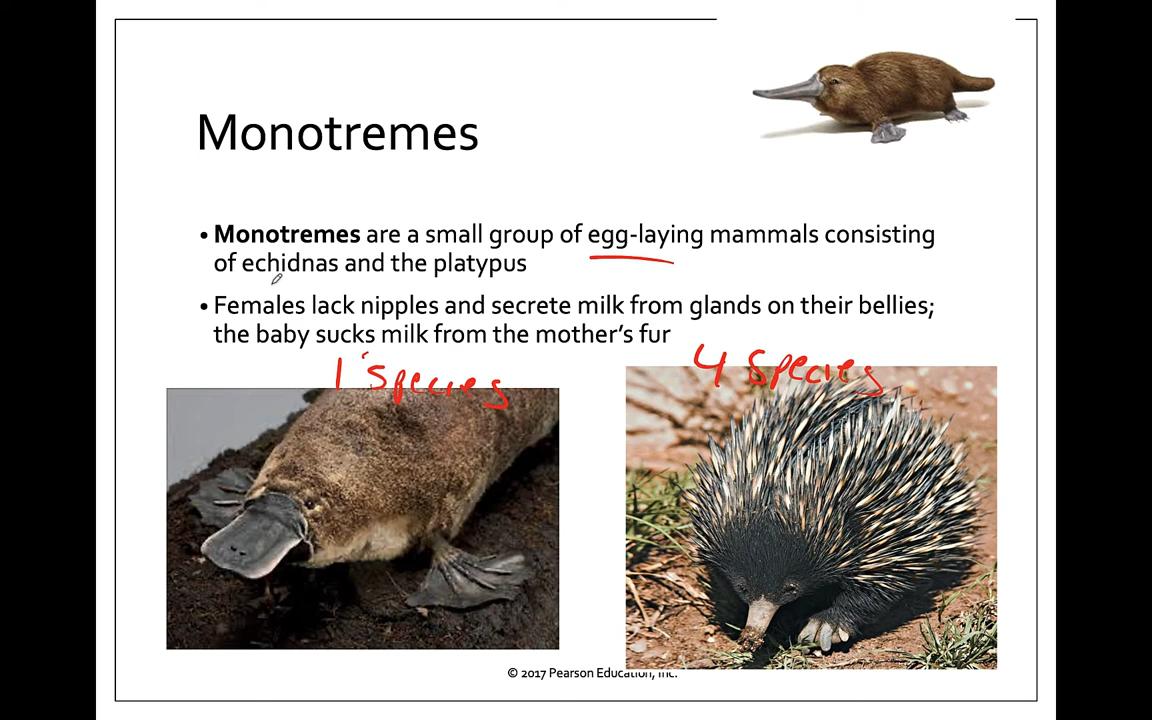 Monotremes
• Monotremes are a small group of egg-laying mammals consisting
of echidnas and the platypus
• Females lack nipples and secrete milk from glands on their bellies;
the baby sucks milk from the mother's fur
1 species
4 species
© 2017 Pearson Education, Inc.